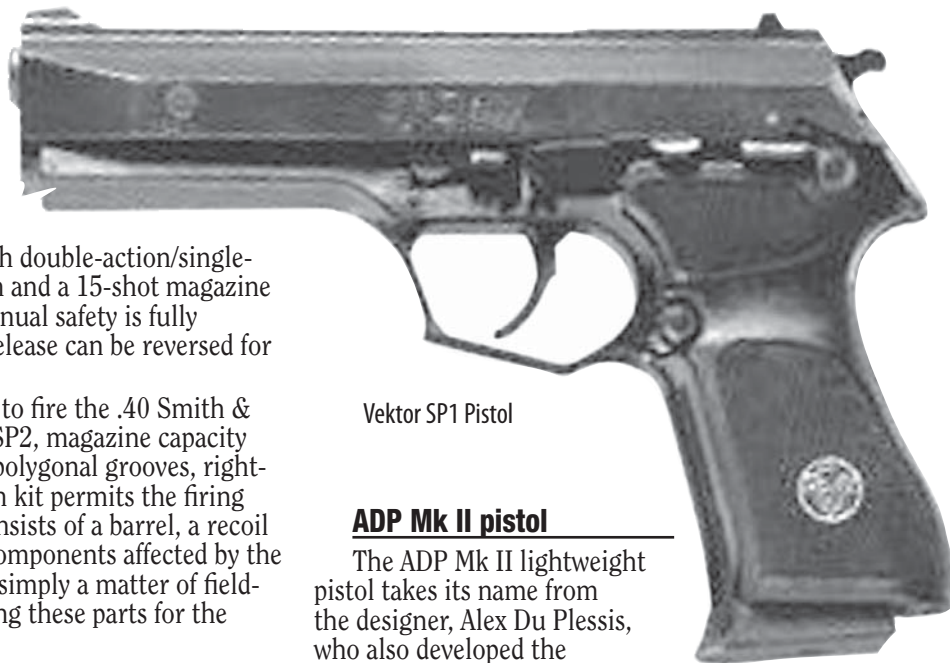 h double-action/single-
n and a 15-shot magazine
nual safety is fully
elease can be reversed for
to fire the .40 Smith &
SP2, magazine capacity
polygonal grooves, right-
n kit permits the firing
nsists of a barrel, a recoil
omponents affected by the
simply a matter of field-
ng these parts for the
Vektor SP1 Pistol
ADP Mk II pistol
The ADP Mk II lightweight
pistol takes its name from
the designer, Alex Du Plessis,
who also developed the